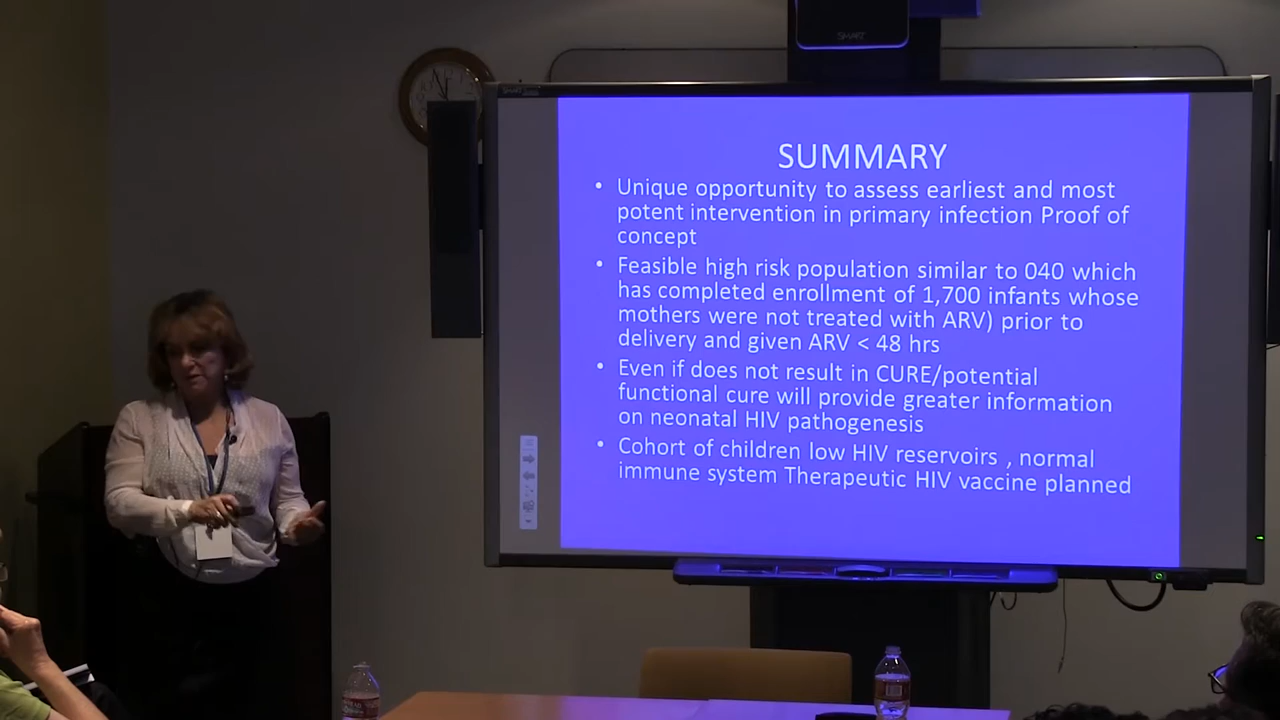 SMART
SMART
SUMMARY
• Unique opportunity to assess earliest and most
potent intervention in primary infection Proof of
concept
• Feasible high risk population similar to 040 which
has completed enrollment of 1,700 infants whose
mothers were not treated with ARV) prior to
delivery and given ARV < 48 hrs
• Even if does not result in CURE/potential
functional cure will provide greater information
on neonatal HIV pathogenesis
• Cohort of children low HIV reservoirs , normal
immune system Therapeutic HIV vaccine planned